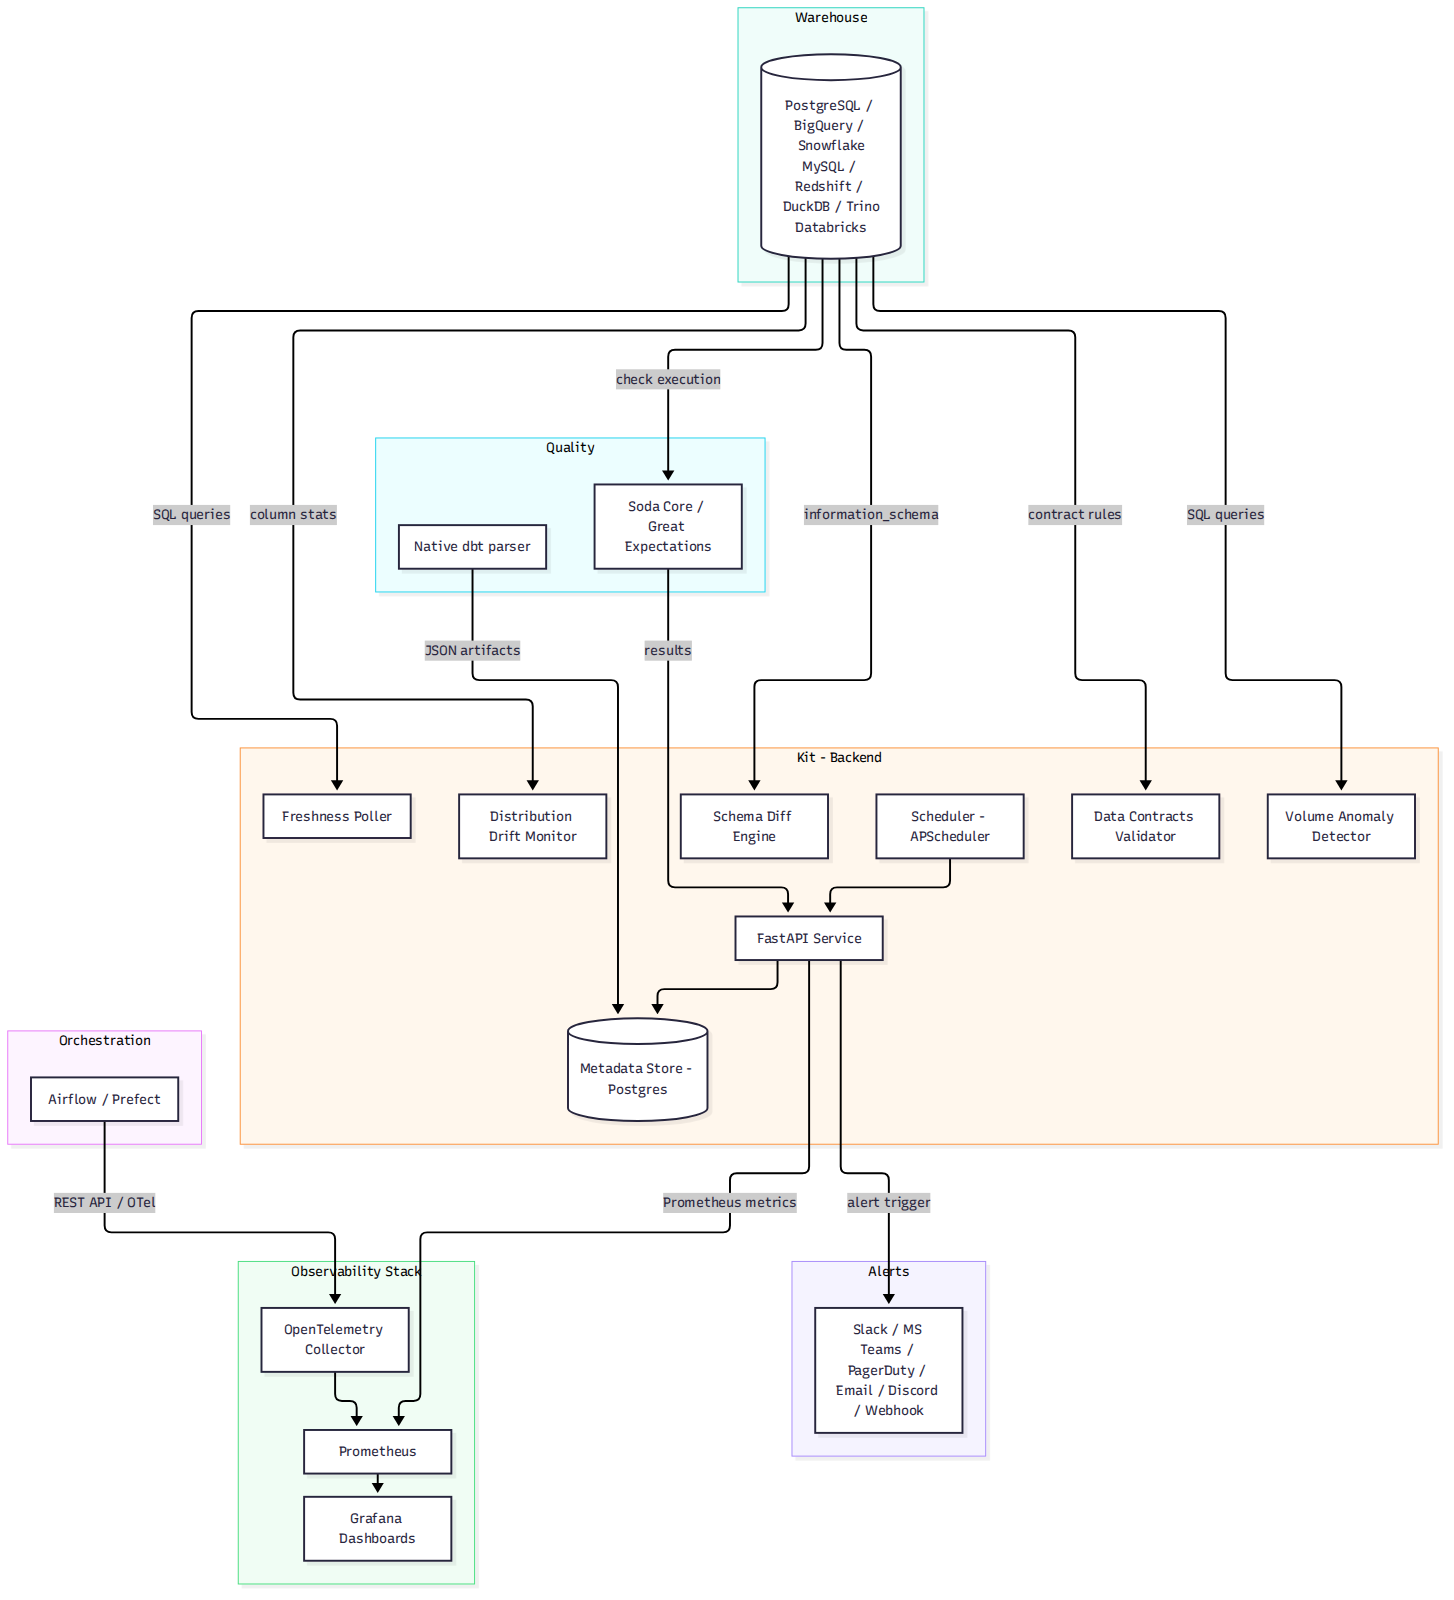 Warehouse
PostgreSQL /
BigQuery /
Snowflake
MySQL /
Redshift /
DuckDB / Trino
Databricks
check execution
Quality
SQL queries
column stats
Native dbt parser
Soda Core /
Great
Expectations
information_schema
contract rules
SQL queries
JSON artifacts
results
Kit - Backend
Freshness Poller
Distribution
Drift Monitor
Schema Diff
Engine
Scheduler -
APScheduler
Data Contracts
Validator
Volume Anomaly
Detector
FastAPI Service
Metadata Store -
Postgres
Orchestration
Airflow / Prefect
REST API / OTel
Prometheus metrics
alert trigger
Observability Stack
OpenTelemetry
Collector
Prometheus
Grafana
Dashboards
Alerts
Slack / MS
Teams /
PagerDuty /
Email / Discord
/ Webhook